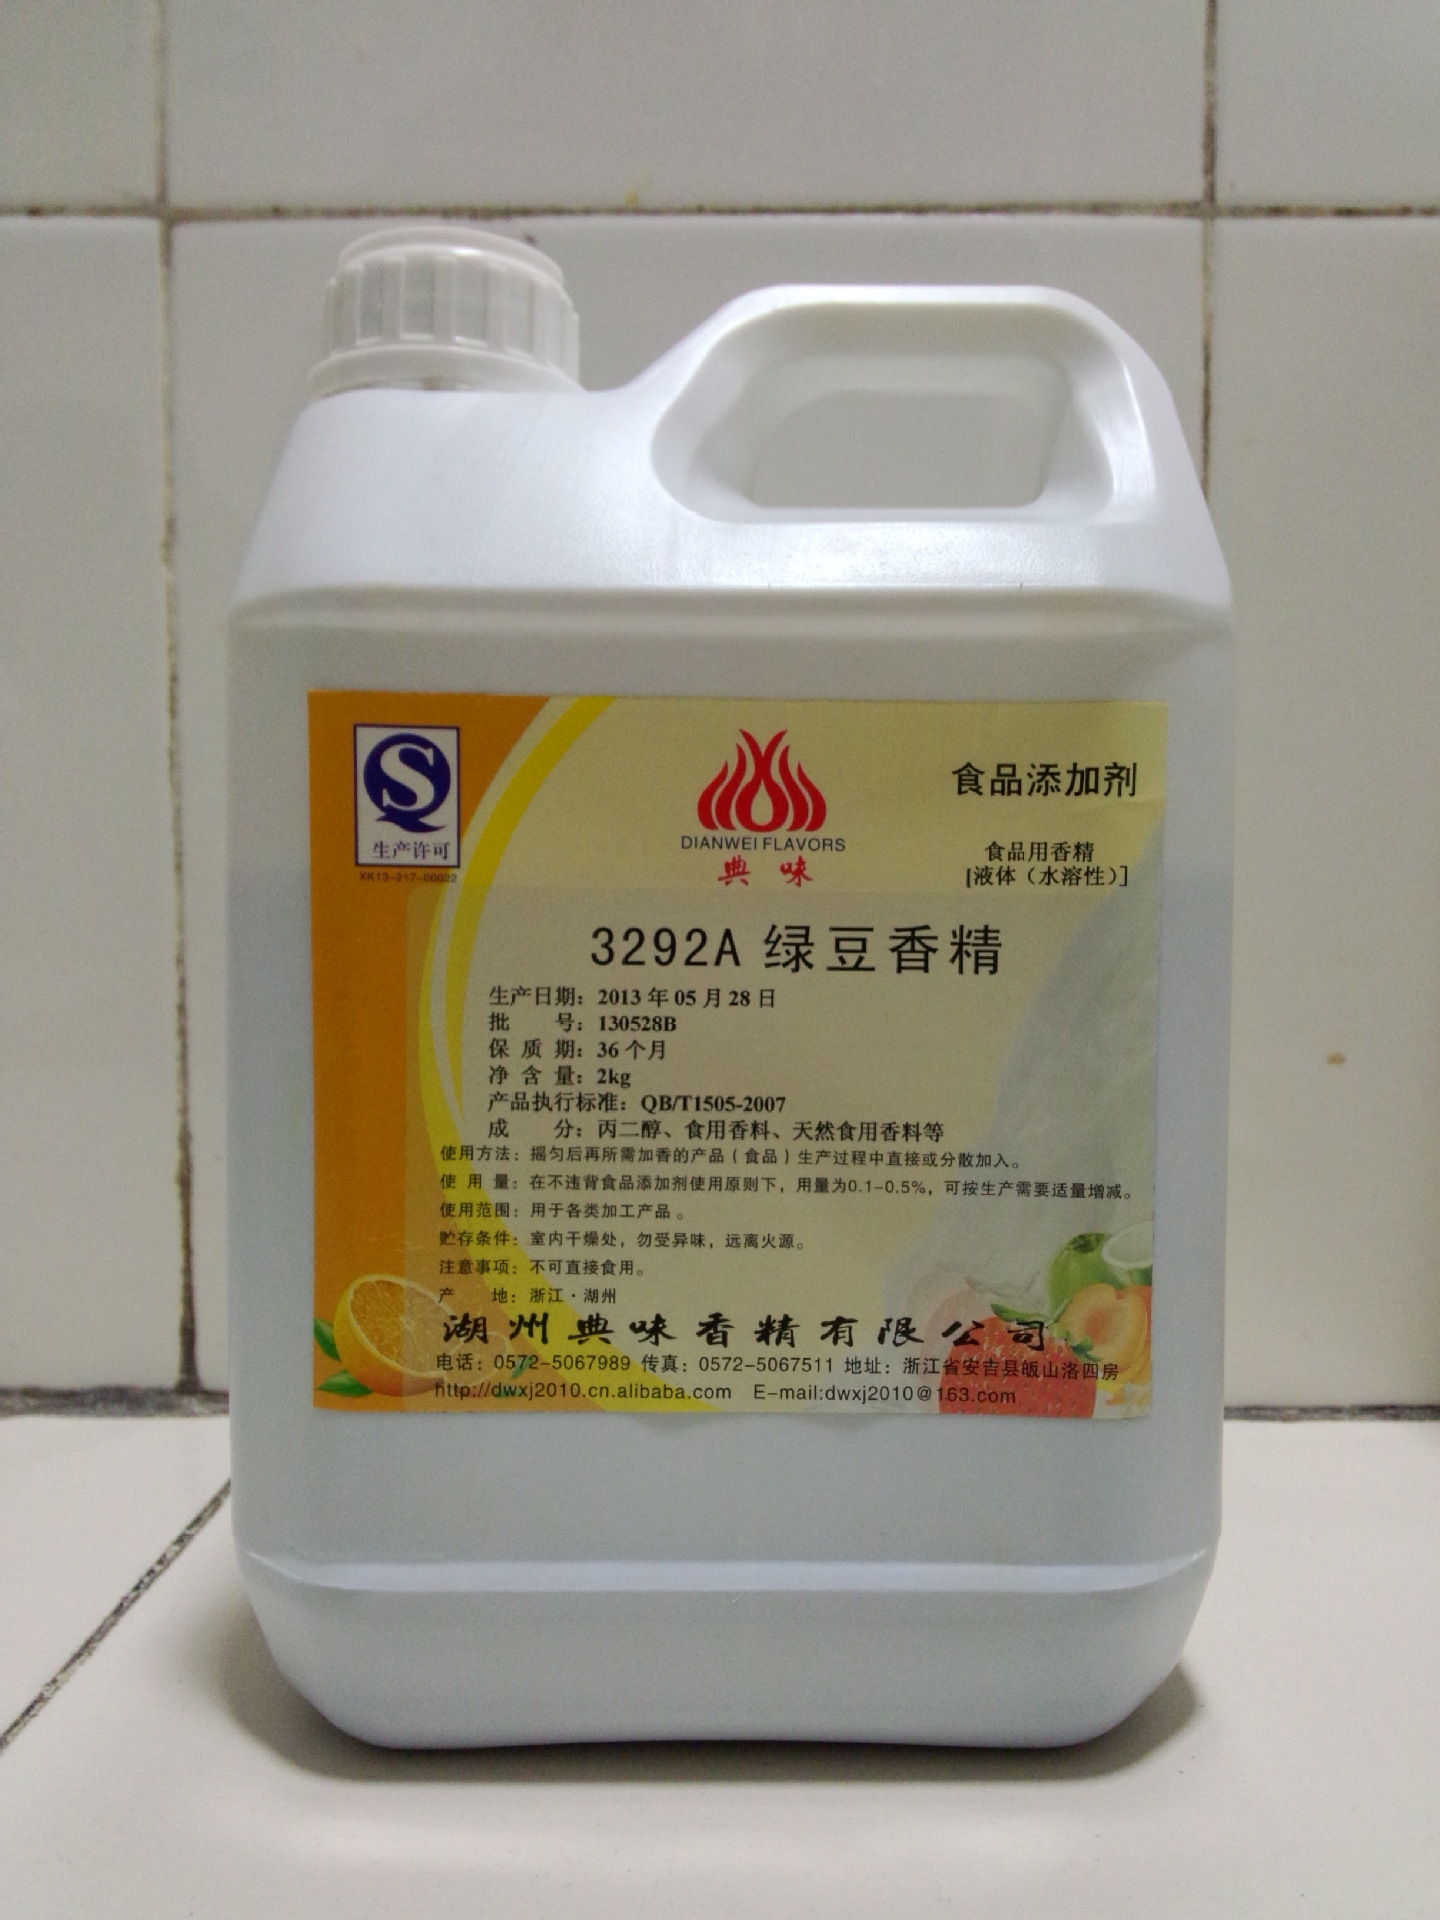 S
生产许可
XK13-217-00022
DIANWEI FLAVORS
典味
食品添加剂
食品用香精
[液体（水溶性）]
3292A 绿豆香精
生产日期：2013年05月28日
批 号：130528B
保 质 期：36个月
净 含 量：2kg
产品执行标准：QB/T1505-2007
成 分：丙二醇、食用香料、天然食用香料等
使用方法：摇匀后再所需加香的产品（食品）生产过程中直接或分散加入。
使 用 量：在不违背食品添加剂使用原则下，用量为0.1-0.5%，可按生产需要适量增减。
使用范围：用于各类加工产品。
贮存条件：室内干燥处，勿受异味，远离火源。
注意事项：不可直接食用。
产 地：浙江·湖州
湖州典味香精有限公司
电话：0572-5067989 传真：0572-5067511 地址：浙江省安吉县皈山洛四房
http://dwxj2010.cn.alibaba.com E-mail:dwxj2010@163.com